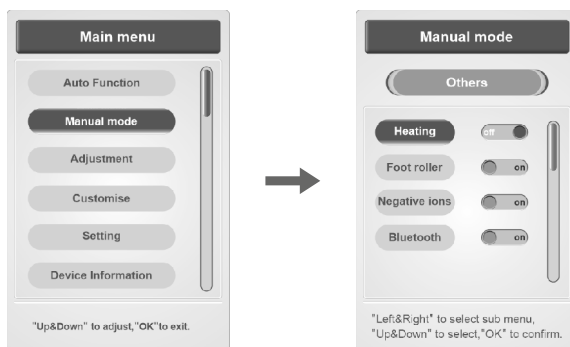 Main menu
Auto Function
Manual mode
Adjustment
Customise
Setting
Device Information
"Up&Down" to adjust,"OK"to exit.
Manual mode
Others
Heating off
Foot roller on
Negative ions on
Bluetooth on
"Left&Right" to select sub menu,
"Up&Down" to select,"OK" to confirm.